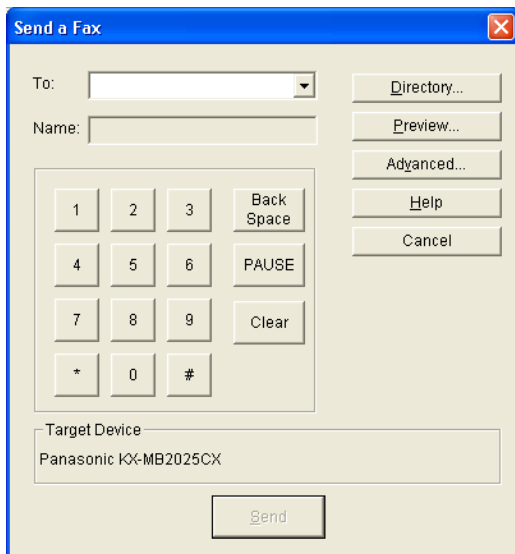 Send a Fax
To:
Directory...
Name:
Preview...
Advanced...
Help
Cancel
1 2 3 Back Space
4 5 6 PAUSE
7 8 9 Clear
* 0 #
Target Device
Panasonic KX-MB2025CX
Send